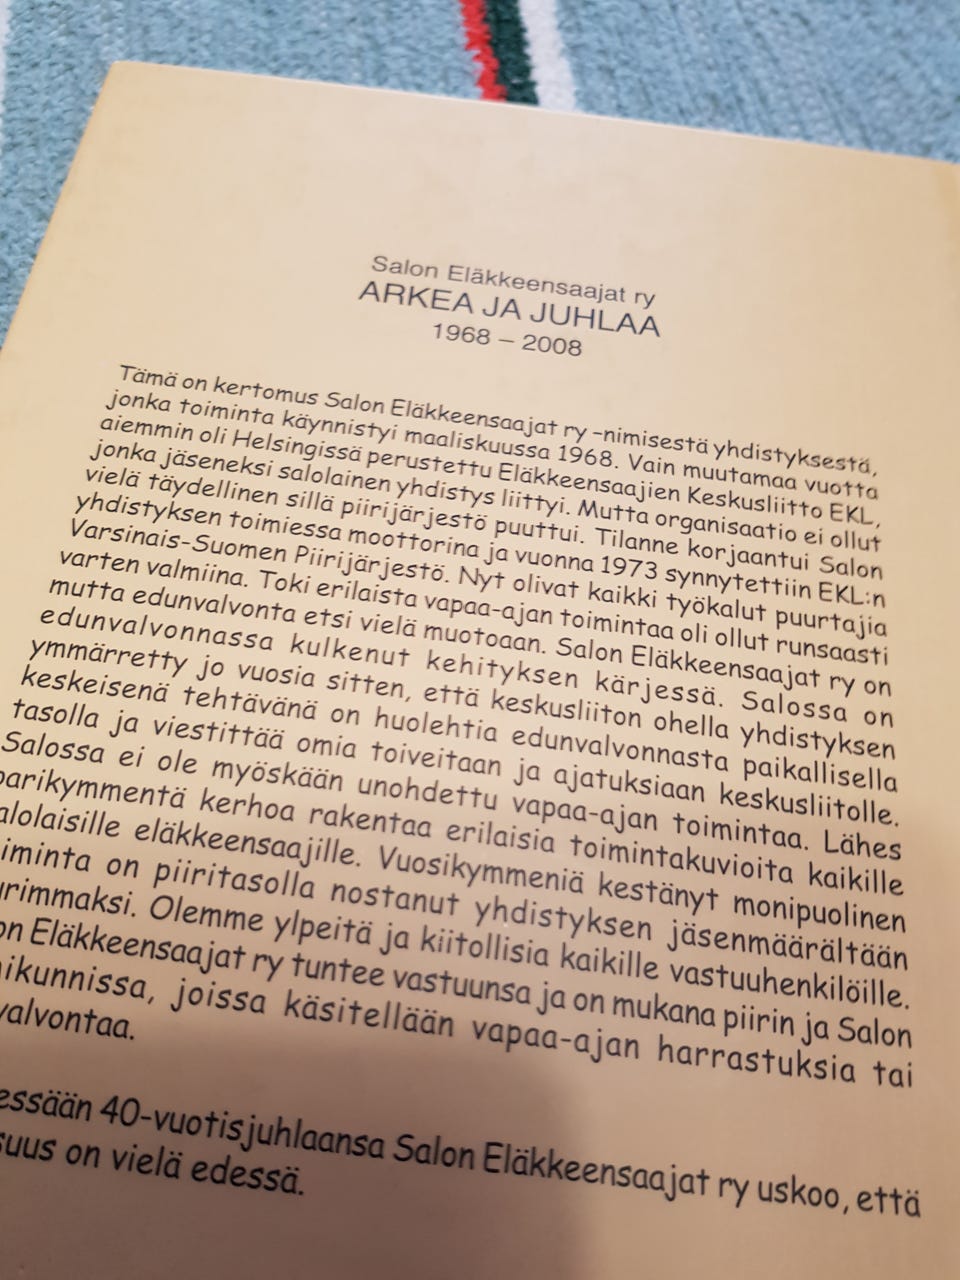 Salon Eläkkeensaajat ry
ARKEA JA JUHLAA
1968 – 2008
Tämä on kertomus Salon Eläkkeensaajat ry –nimisestä yhdistyksestä,
jonka toiminta käynnistyi maaliskuussa 1968. Vain muutamaa vuotta
aiemmin oli Helsingissä perustettu Eläkkeensaajien Keskusliitto EKL,
jonka jäseneksi salolainen yhdistys liittyi. Mutta organisaatio ei ollut
vielä täydellinen sillä piirijärjestö puuttui. Tilanne korjaantui Salon
yhdistyksen toimiessa moottorina ja vuonna 1973 synnytettiin EKL:n
Varsinais-Suomen Piirijärjestö. Nyt olivat kaikki työkalut puurtajia
varten valmiina. Toki erilaista vapaa-ajan toimintaa oli ollut runsaasti
mutta edunvalvonta etsi vielä muotoaan. Salon Eläkkeensaajat ry on
edunvalvonnassa kulkenut kehityksen kärjessä. Salossa on
ymmärretty jo vuosia sitten, että keskusliiton ohella yhdistyksen
keskeisenä tehtävänä on huolehtia edunvalvonnasta paikallisella
tasolla ja viestittää omia toiveitaan ja ajatuksiaan keskusliitolle.
Salossa ei ole myöskään unohdettu vapaa-ajan toimintaa. Lähes
parikymmentä kerhoa rakentaa erilaisia toimintakuvioita kaikille
alolaisille eläkkeensaajille. Vuosikymmeniä kestänyt monipuolinen
iminta on piiritasolla nostanut yhdistyksen jäsenmäärältään
urimmaksi. Olemme ylpeitä ja kiitollisia kaikille vastuuhenkilöille.
on Eläkkeensaajat ry tuntee vastuunsa ja on mukana piirin ja Salon
ikunnissa, joissa käsitellään vapaa-ajan harrastuksia tai
valvontaa.
essään 40-vuotisjuhlaansa Salon Eläkkeensaajat ry uskoo, että
suus on vielä edessä.